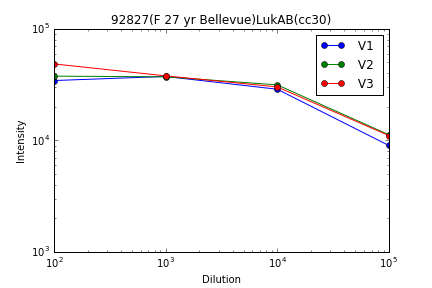 92827(F 27 yr Bellevue)LukAB(cc30)
10^5
10^4
10^3
Intensity
10^2
10^3
10^4
10^5
Dilution
V1
V2
V3